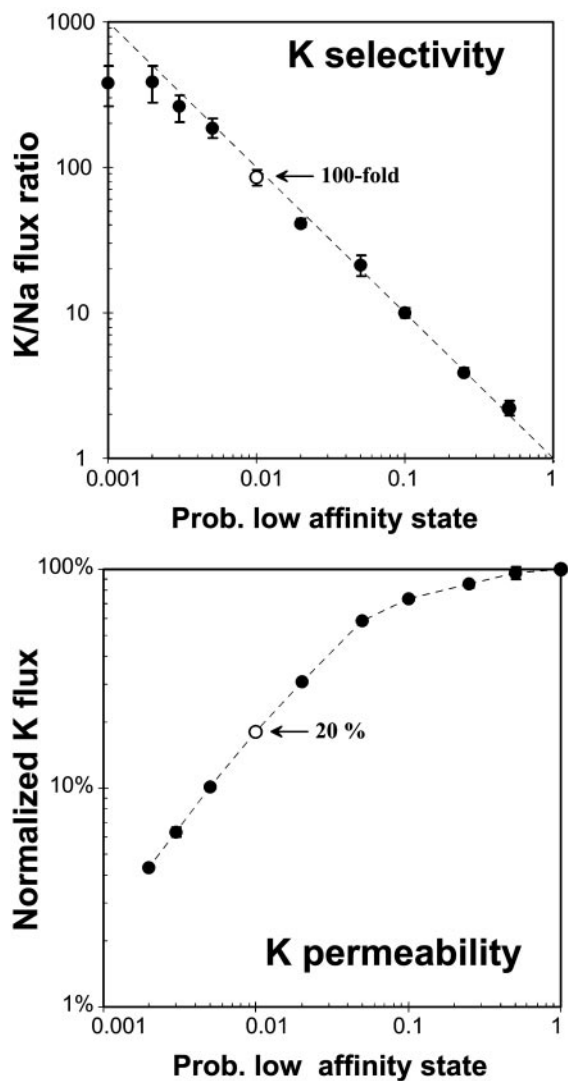 K selectivity
1000
100
10
1
K/Na flux ratio
100-fold
0.001 0.01 0.1 1
Prob. low affinity state
100%
10%
1%
Normalized K flux
20 %
K permeability
0.001 0.01 0.1 1
Prob. low affinity state